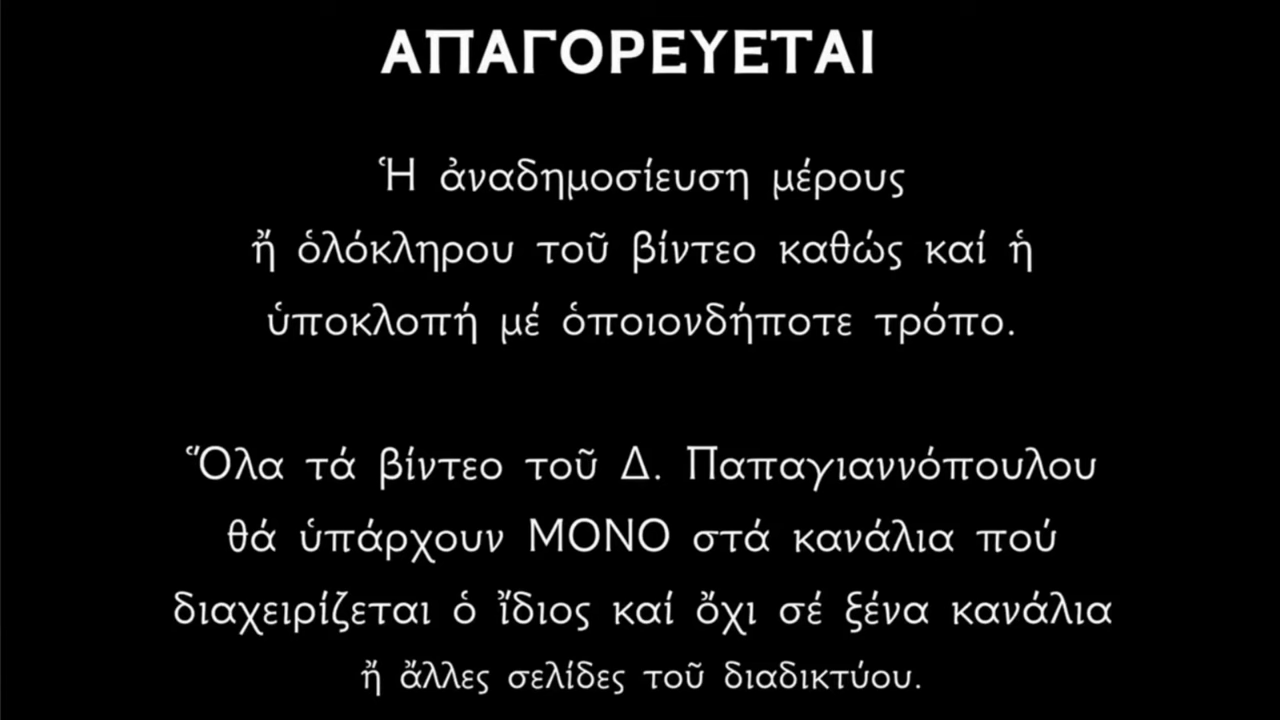 ΑΠΑΓΟΡΕΥΕΤΑΙ
Ἡ ἀναδημοσίευση μέρους
ἤ ὁλόκληρου τοῦ βίντεο καθώς καί ἡ
ὑποκλοπή μέ ὁποιονδήποτε τρόπο.
Ὅλα τά βίντεο τοῦ Δ. Παπαγιαννόπουλου
θά ὑπάρχουν ΜΟΝΟ στά κανάλια πού
διαχειρίζεται ὁ ἴδιος καί ὄχι σέ ξένα κανάλια
ἤ ἄλλες σελίδες τοῦ διαδικτύου.